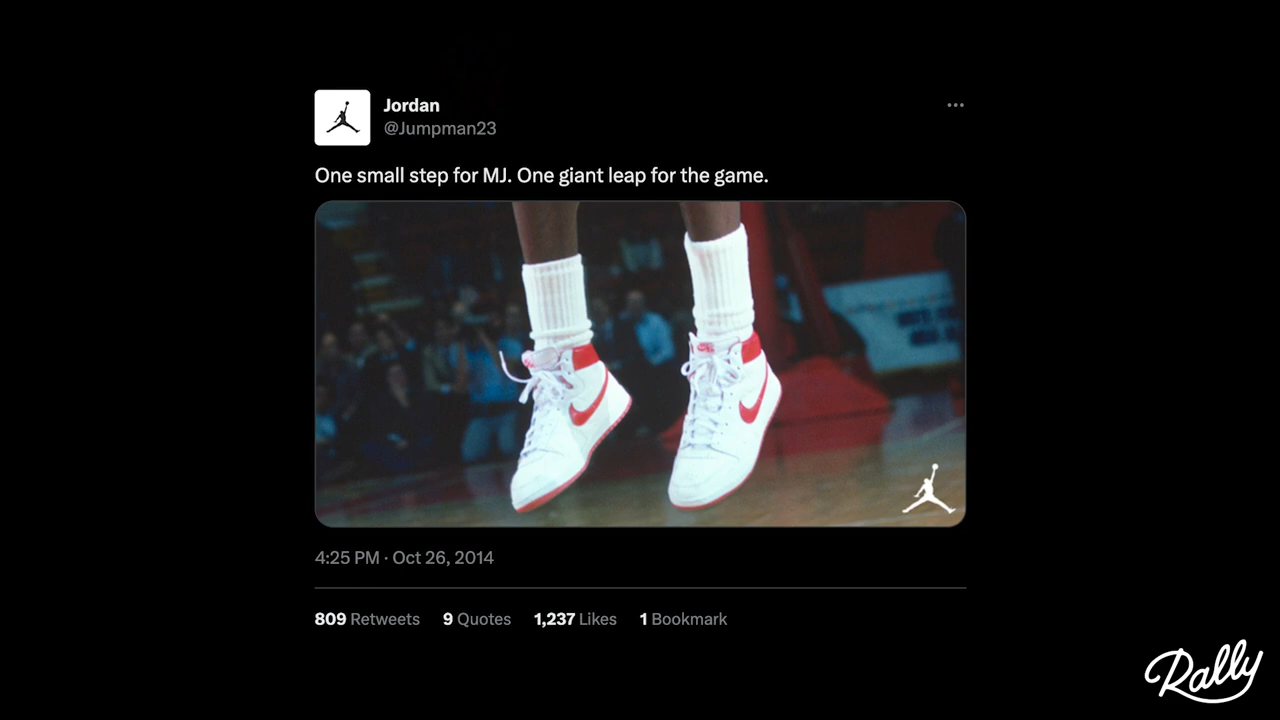 Jordan
@Jumpman23
One small step for MJ. One giant leap for the game.
4:25 PM · Oct 26, 2014
809 Retweets 9 Quotes 1,237 Likes 1 Bookmark
Rally